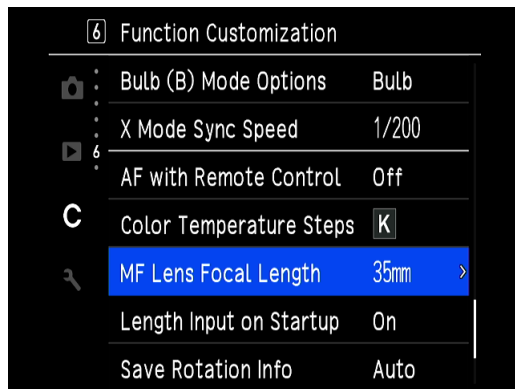 6 Function Customization
Bulb (B) Mode Options Bulb
X Mode Sync Speed 1/200
6
AF with Remote Control Off
C
Color Temperature Steps K
MF Lens Focal Length 35mm >
Length Input on Startup On
Save Rotation Info Auto